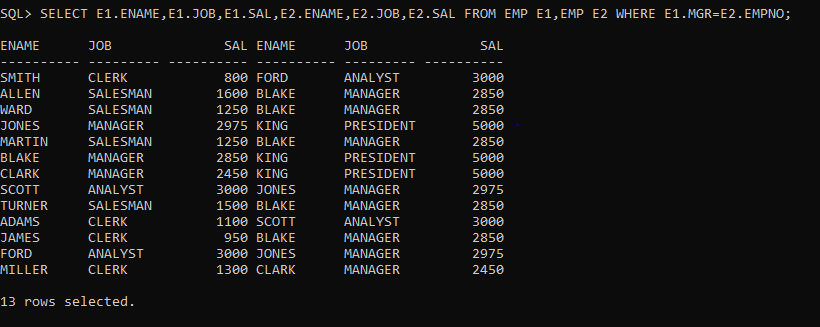 SQL> SELECT E1.ENAME,E1.JOB,E1.SAL,E2.ENAME,E2.JOB,E2.SAL FROM EMP E1,EMP E2 WHERE E1.MGR=E2.EMPNO;
ENAME      JOB              SAL ENAME      JOB              SAL
---------- --------- ---------- ---------- --------- ----------
SMITH      CLERK            800 FORD       ANALYST         3000
ALLEN      SALESMAN        1600 BLAKE      MANAGER         2850
WARD       SALESMAN        1250 BLAKE      MANAGER         2850
JONES      MANAGER         2975 KING       PRESIDENT       5000
MARTIN     SALESMAN        1250 BLAKE      MANAGER         2850
BLAKE      MANAGER         2850 KING       PRESIDENT       5000
CLARK      MANAGER         2450 KING       PRESIDENT       5000
SCOTT      ANALYST         3000 JONES      MANAGER         2975
TURNER     SALESMAN        1500 BLAKE      MANAGER         2850
ADAMS      CLERK           1100 SCOTT      ANALYST         3000
JAMES      CLERK            950 BLAKE      MANAGER         2850
FORD       ANALYST         3000 JONES      MANAGER         2975
MILLER     CLERK           1300 CLARK      MANAGER         2450
13 rows selected.